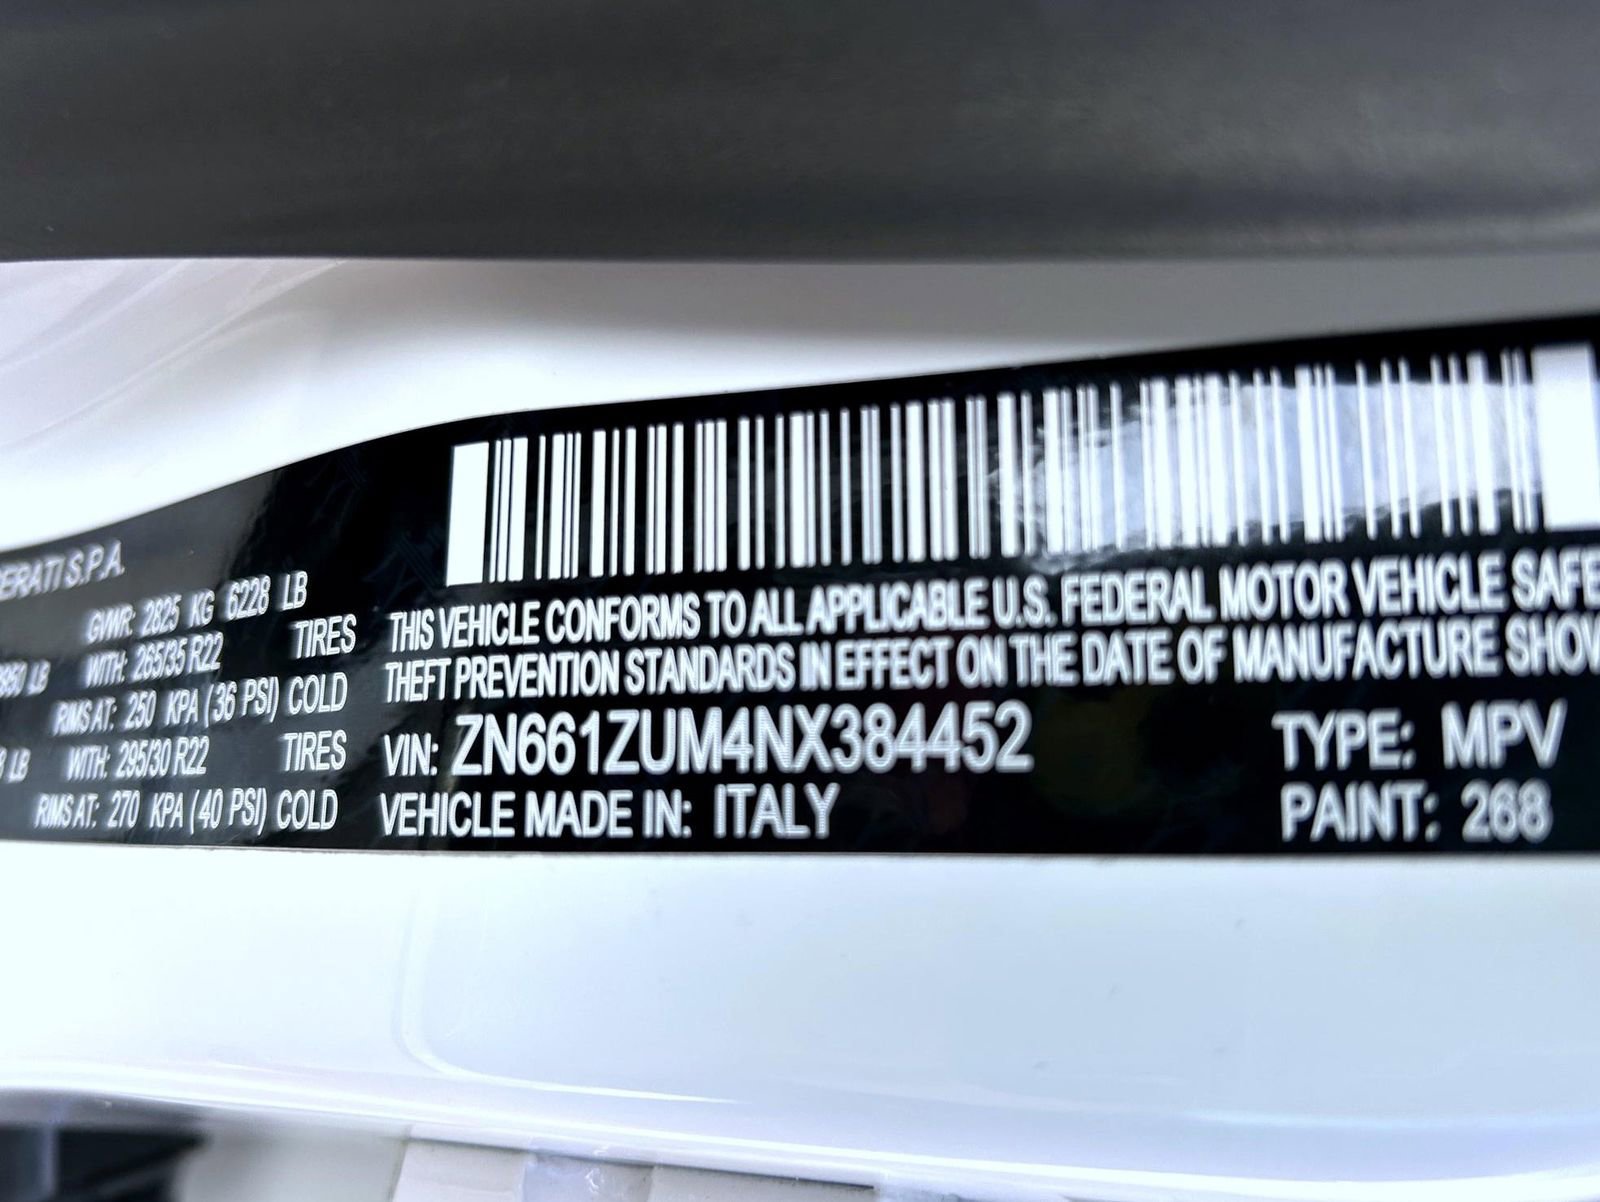 ERATI S.P.A.
GVWR: 2825 KG 6228 LB
LB WITH: 265/35 R22 TIRES
RIMS AT: 250 KPA (36 PSI) COLD
LB WITH: 295/30 R22 TIRES
RIMS AT: 270 KPA (40 PSI) COLD
THIS VEHICLE CONFORMS TO ALL APPLICABLE U.S. FEDERAL MOTOR VEHICLE SAFE
THEFT PREVENTION STANDARDS IN EFFECT ON THE DATE OF MANUFACTURE SHOW
VIN: ZN661ZUM4NX384452 TYPE: MPV
VEHICLE MADE IN: ITALY PAINT: 268